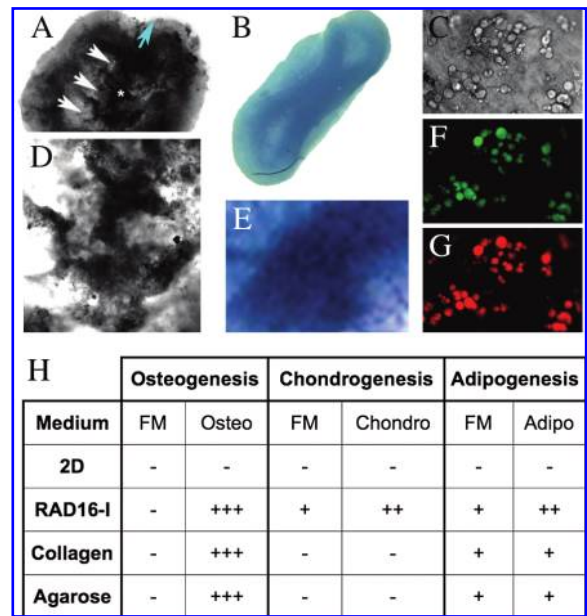 A B C
*
D F
E G
H
Osteogenesis Chondrogenesis Adipogenesis
Medium FM Osteo FM Chondro FM Adipo
2D - - - - - -
RAD16-I - +++ + ++ + ++
Collagen - +++ - - + +
Agarose - +++ - - + +